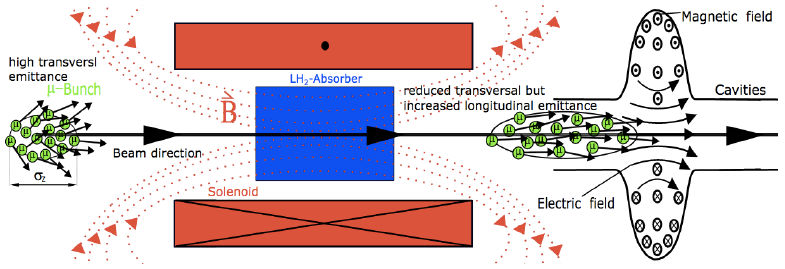 high transversal
emittance
μ-Bunch
μ μ μ μ μ μ μ μ μ μ μ μ
σz
Beam direction
B
LH2-Absorber
Solenoid
reduced transversal but
increased longitudinal emittance
μ μ μ μ μ μ μ μ μ μ
Magnetic field
Cavities
Electric field